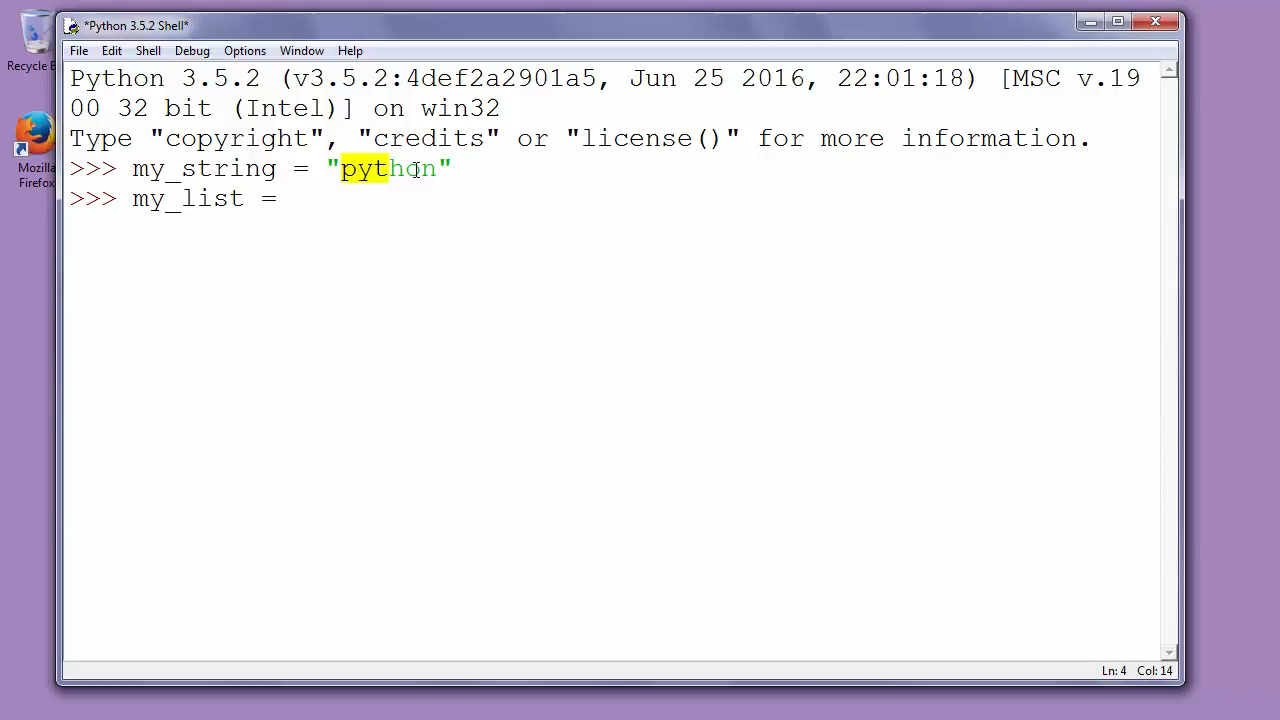 *Python 3.5.2 Shell*
File Edit Shell Debug Options Window Help
Python 3.5.2 (v3.5.2:4def2a2901a5, Jun 25 2016, 22:01:18) [MSC v.19
00 32 bit (Intel)] on win32
Type "copyright", "credits" or "license()" for more information.
>>> my_string = "python"
>>> my_list =
Recycle
Mozilla
Firefox
Ln: 4 Col: 14